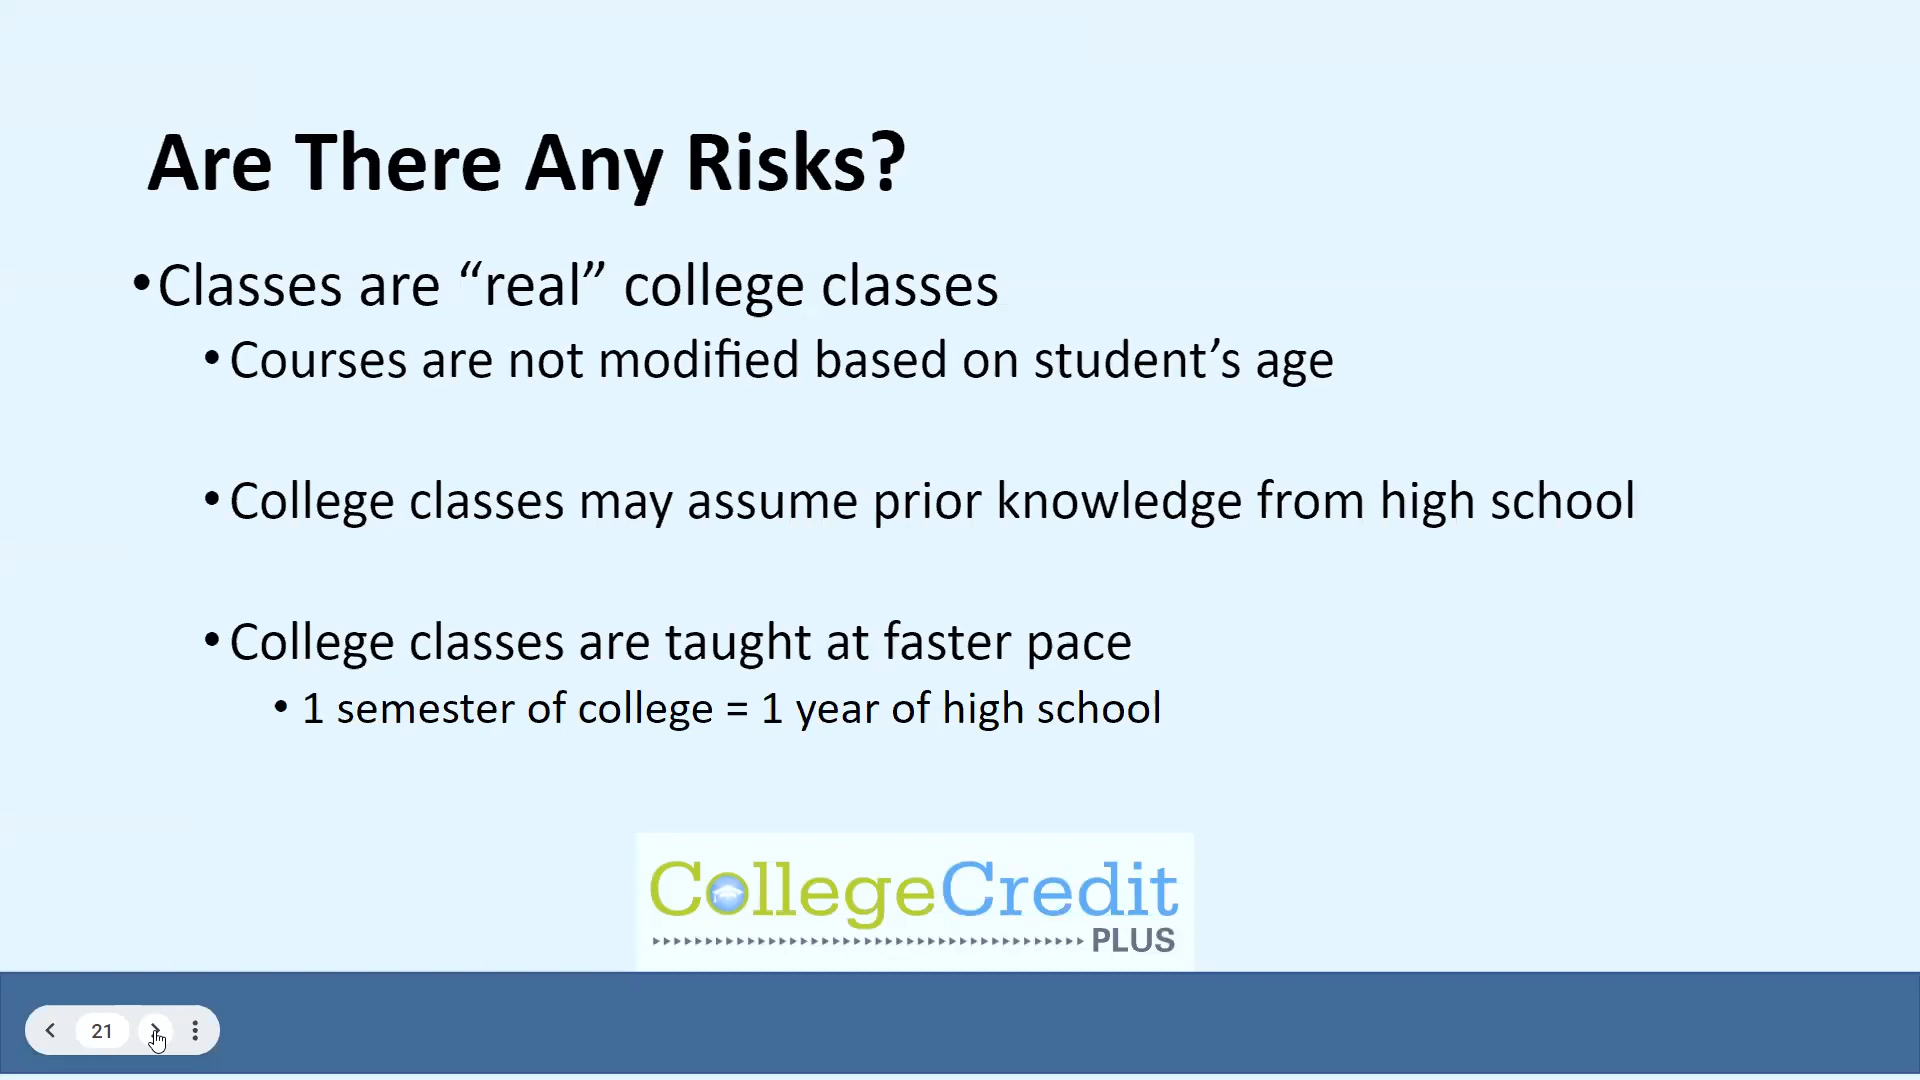 Are There Any Risks?
•Classes are “real” college classes
•Courses are not modified based on student’s age
•College classes may assume prior knowledge from high school
•College classes are taught at faster pace
•1 semester of college = 1 year of high school
CollegeCredit
PLUS
21